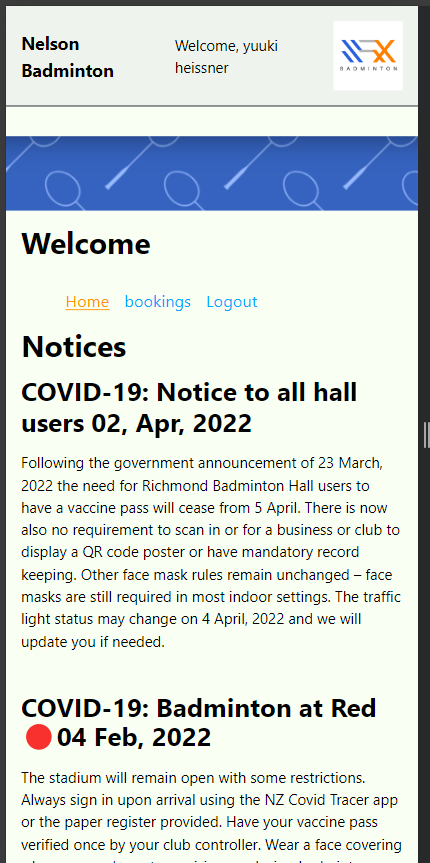 Nelson
Badminton
Welcome, yuuki
heissner
BADMINTON
Welcome
Home bookings Logout
Notices
COVID-19: Notice to all hall
users 02, Apr, 2022
Following the government announcement of 23 March,
2022 the need for Richmond Badminton Hall users to
have a vaccine pass will cease from 5 April. There is now
also no requirement to scan in or for a business or club to
display a QR code poster or have mandatory record
keeping. Other face mask rules remain unchanged – face
masks are still required in most indoor settings. The traffic
light status may change on 4 April, 2022 and we will
update you if needed.
COVID-19: Badminton at Red
🔴04 Feb, 2022
The stadium will remain open with some restrictions.
Always sign in upon arrival using the NZ Covid Tracer app
or the paper register provided. Have your vaccine pass
verified once by your club controller. Wear a face covering